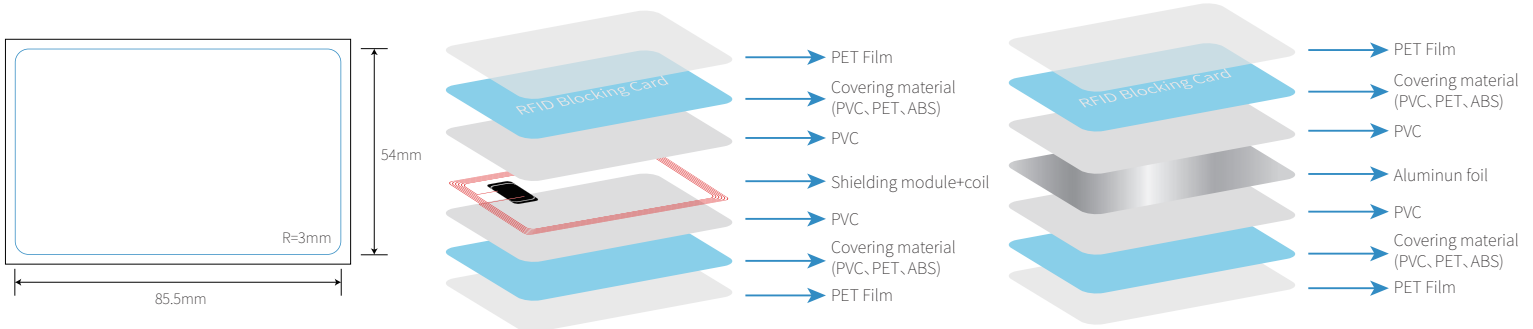 54mm
R=3mm
85.5mm
RFID Blocking Card
PET Film
Covering material
(PVC、PET、ABS)
PVC
Shielding module+coil
PVC
Covering material
(PVC、PET、ABS)
PET Film
RFID Blocking Card
PET Film
Covering material
(PVC、PET、ABS)
PVC
Aluminun foil
PVC
Covering material
(PVC、PET、ABS)
PET Film